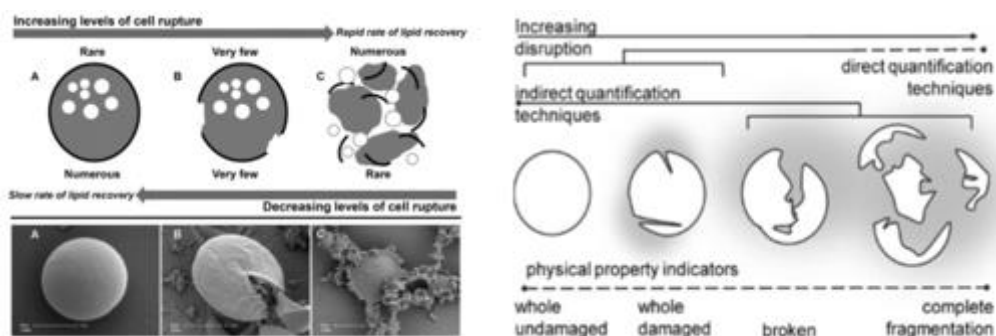 Increasing levels of cell rupture
Rapid rate of lipid recovery
Rare
Very few
Numerous
A
B
C
Numerous
Very few
Rare
Slow rate of lipid recovery
Decreasing levels of cell rupture
A
B
C
Increasing
disruption
direct quantification
techniques
indirect quantification
techniques
physical property indicators
whole
undamaged
whole
damaged
broken
complete
fragmentation